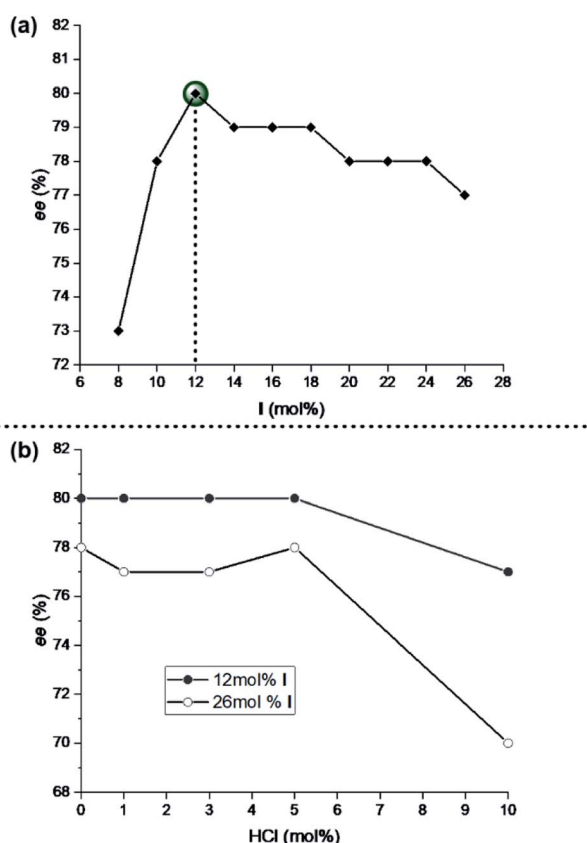 (a)
82
81
80
79
78
77
76
75
74
73
72
ee (%)
6 8 10 12 14 16 18 20 22 24 26 28
I (mol%)
(b)
82
80
78
76
74
72
70
68
ee (%)
12mol% I
26mol % I
0 1 2 3 4 5 6 7 8 9 10
HCl (mol%)